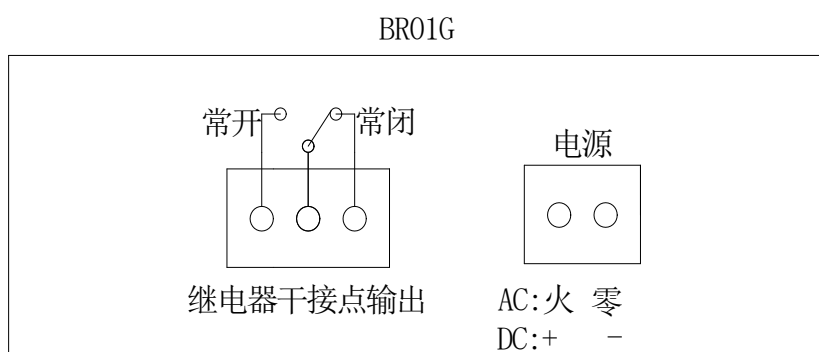 BR01G
常开 常闭
电源
继电器干接点输出
AC:火 零
DC:+ -